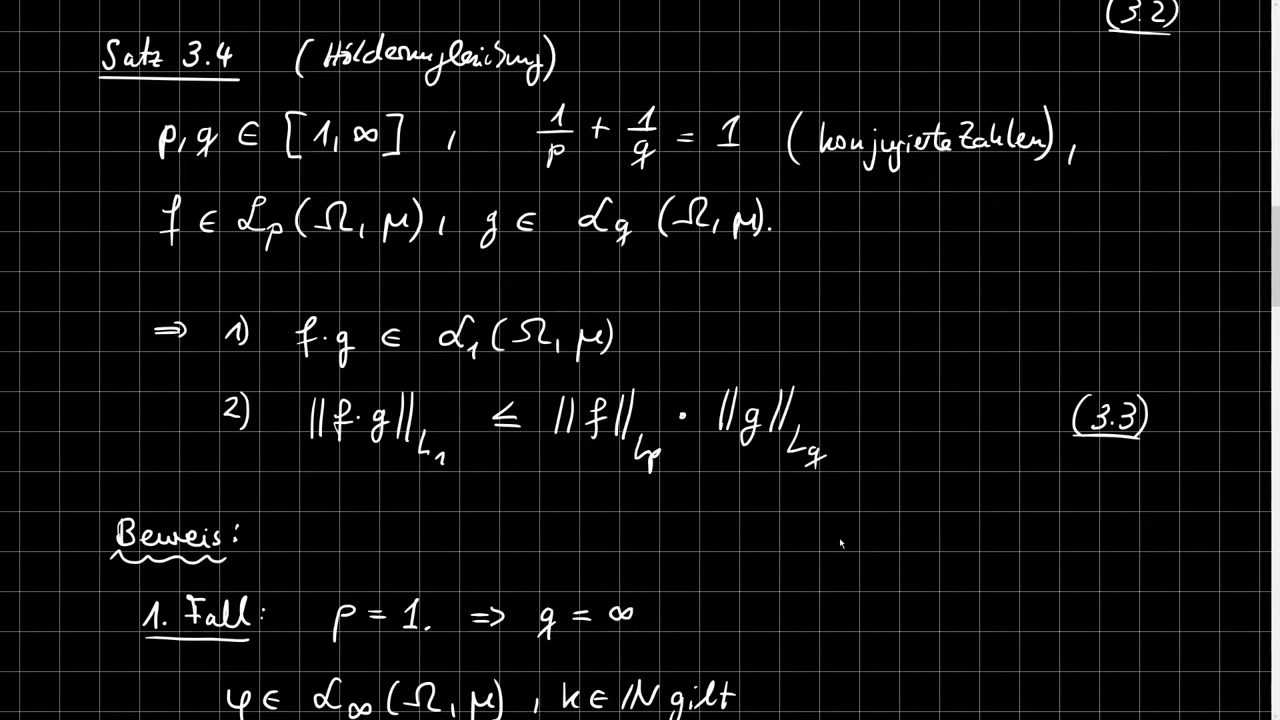 (3.2)
Satz 3.4 (Hölderungleichung)
p, q ∈ [1, ∞] , 1/p + 1/q = 1 (konjugierte Zahlen),
f ∈ ℒp (Ω, μ), g ∈ ℒq (Ω, μ).
⇒ 1) f·g ∈ ℒ1 (Ω, μ)
2) ||f·g||L1 ≤ ||f||Lp · ||g||Lq (3.3)
Beweis:
1. Fall: p = 1. ⇒ q = ∞
φ ∈ ℒ∞ (Ω, μ), k ∈ ℕ gilt